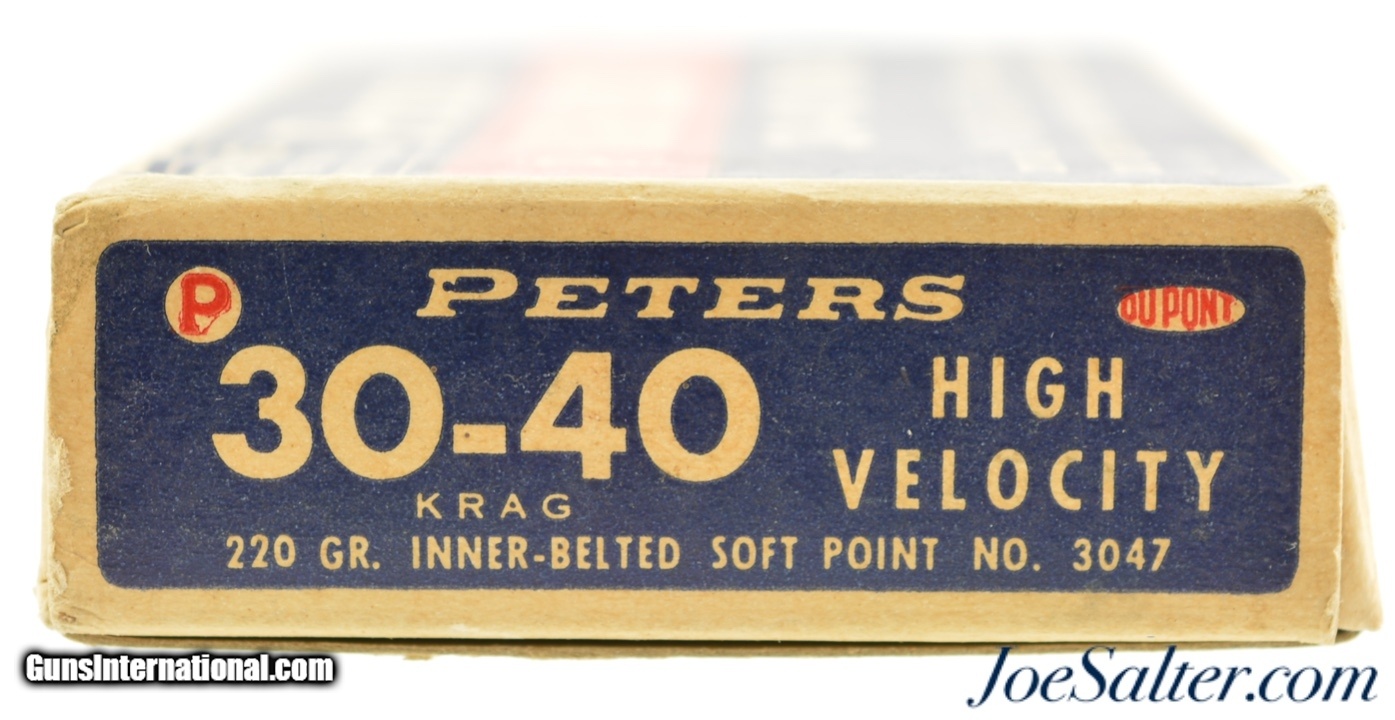 P PETERS DU PONT
30-40 HIGH
VELOCITY
KRAG
220 GR. INNER-BELTED SOFT POINT NO. 3047
GunsInternational.com
JoeSalter.com